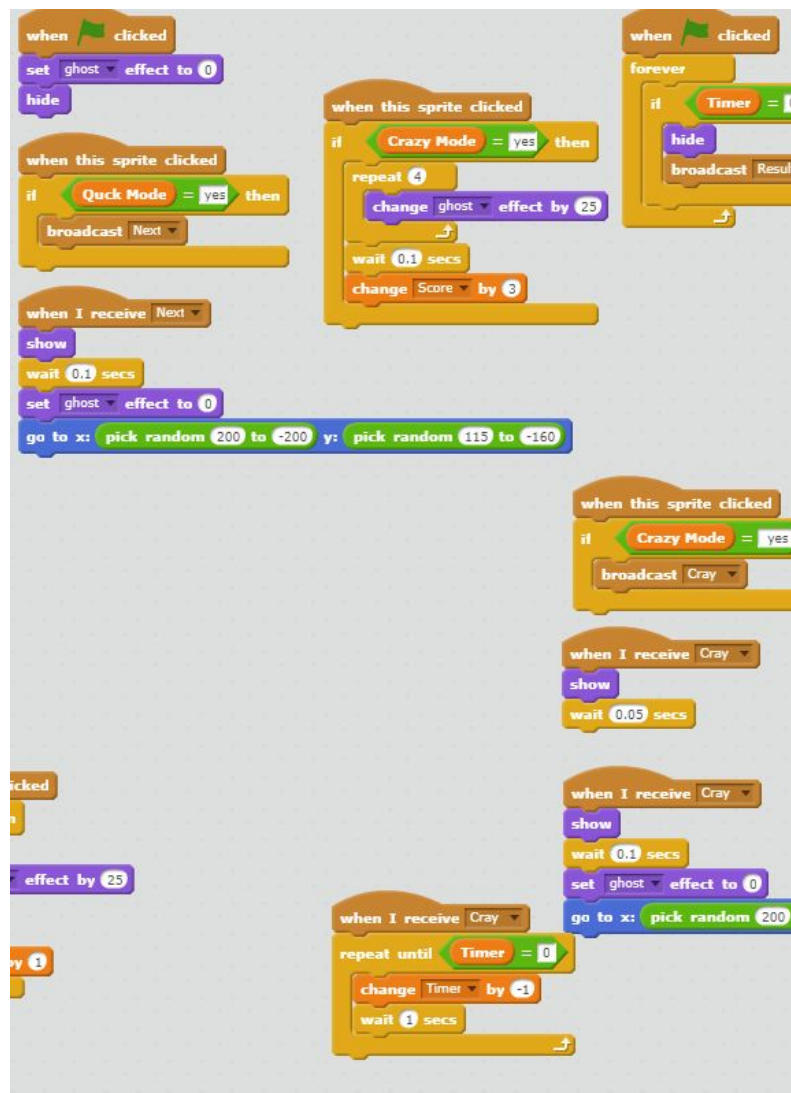 when clicked
set ghost effect to 0
hide
when this sprite clicked
if Quck Mode = yes then
broadcast Next
when I receive Next
show
wait 0.1 secs
set ghost effect to 0
go to x: pick random 200 to -200 y: pick random 115 to -160
when this sprite clicked
if Crazy Mode = yes then
repeat 4
change ghost effect by 25
wait 0.1 secs
change Score by 3
when clicked
forever
if Timer =
hide
broadcast
when this sprite clicked
if Crazy Mode = yes
broadcast Cray
when I receive Cray
show
wait 0.05 secs
when I receive Cray
show
wait 0.1 secs
set ghost effect to 0
go to x: pick random 200
effect by 25
by 1
when I receive Cray
repeat until Timer = 0
change Timer by -1
wait 1 secs